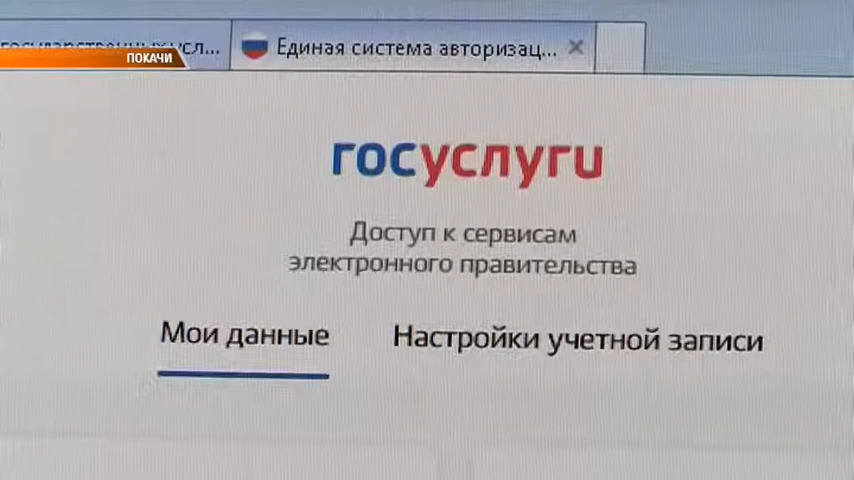 Единая система авторизац...
ПОКАЧИ
госуслуги
Доступ к сервисам
электронного правительства
Мои данные
Настройки учетной записи